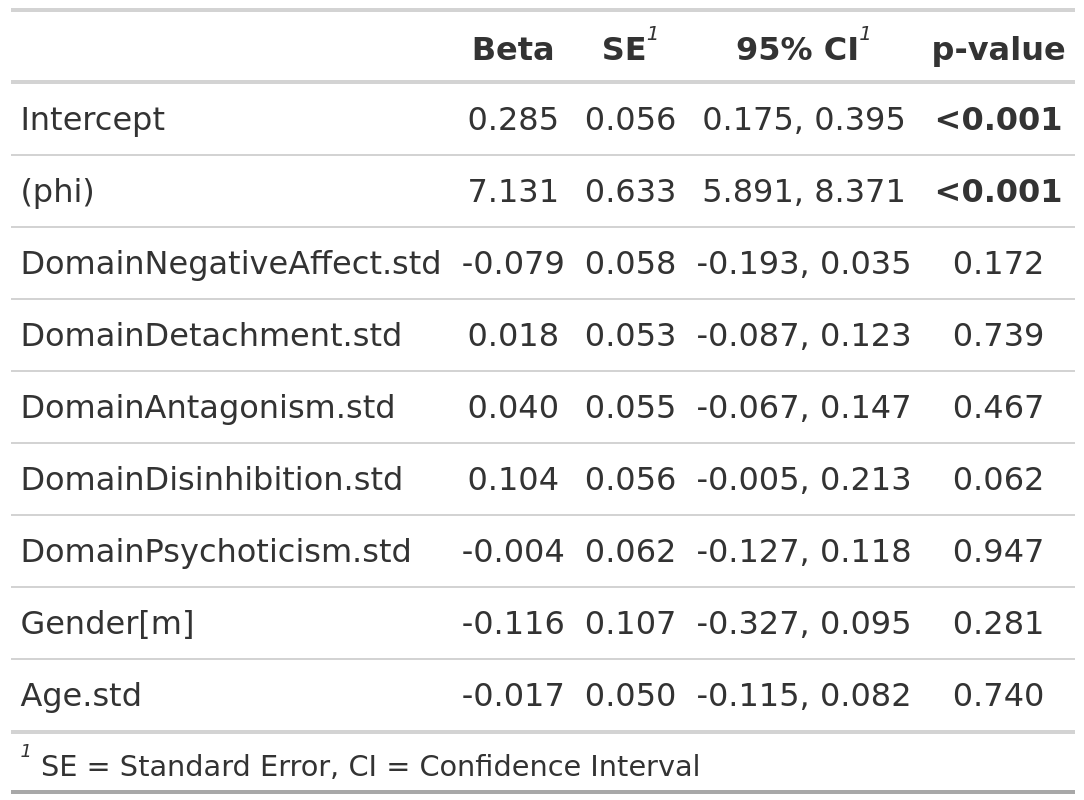 Beta SE1 95% CI1 p-value
Intercept 0.285 0.056 0.175, 0.395 <0.001
(phi) 7.131 0.633 5.891, 8.371 <0.001
DomainNegativeAffect.std -0.079 0.058 -0.193, 0.035 0.172
DomainDetachment.std 0.018 0.053 -0.087, 0.123 0.739
DomainAntagonism.std 0.040 0.055 -0.067, 0.147 0.467
DomainDisinhibition.std 0.104 0.056 -0.005, 0.213 0.062
DomainPsychoticism.std -0.004 0.062 -0.127, 0.118 0.947
Gender[m] -0.116 0.107 -0.327, 0.095 0.281
Age.std -0.017 0.050 -0.115, 0.082 0.740
1 SE = Standard Error, CI = Confidence Interval